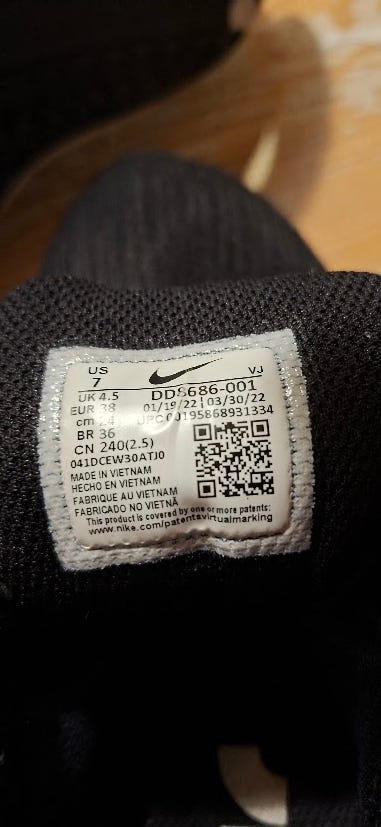 US
7
VJ
UK 4.5
DD8686-001
EUR 38
01/19/22 | 03/30/22
cm 24
UPC 00195868931334
BR 36
CN 240(2.5)
041DCEW30ATJ0
MADE IN VIETNAM
HECHO EN VIETNAM
FABRIQUE AU VIETNAM
FABRICADO NO VIETNÃ
This product is covered by one or more patents:
www.nike.com/patentsvirtualmarking